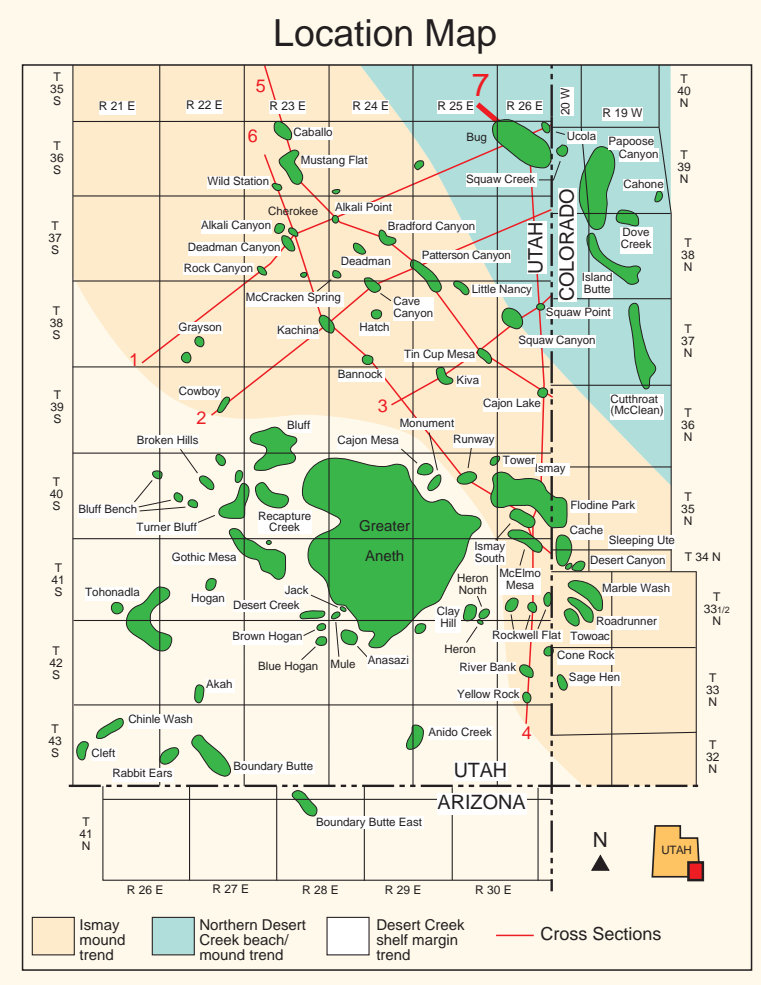 Location Map
T
35
S
T
36
S
T
37
S
T
38
S
T
39
S
T
40
S
T
41
S
T
42
S
T
43
S
T
41
N
R 21 E
R 22 E
R 23 E
R 24 E
R 25 E
R 26 E
20 W
R 19 W
T
40
N
T
39
N
T
38
N
T
37
N
T
36
N
T
35
N
T 34 N
T
33 1/2
N
T
33
N
T
32
N
5
6
7
1
2
3
4
Caballo
Mustang Flat
Wild Station
Bug
Ucola
Squaw Creek
Papoose
Canyon
Cahone
Cherokee
Alkali Point
Alkali Canyon
Deadman Canyon
Rock Canyon
Bradford Canyon
Deadman
Patterson Canyon
UTAH
COLORADO
Dove
Creek
Island
Butte
McCracken Spring
Cave
Canyon
Little Nancy
Squaw Point
Grayson
Kachina
Hatch
Squaw Canyon
Tin Cup Mesa
Bannock
Kiva
Cowboy
Cajon Lake
Cutthroat
(McClean)
Monument
Bluff
Broken Hills
Cajon Mesa
Runway
Tower
Ismay
Bluff Bench
Turner Bluff
Recapture
Creek
Greater
Aneth
Flodine Park
Cache
Sleeping Ute
Desert Canyon
Gothic Mesa
Ismay
South
McElmo
Mesa
Tohonadla
Hogan
Jack
Desert Creek
Heron
North
Clay
Hill
Marble Wash
Roadrunner
Towoac
Rockwell Flat
Brown Hogan
Blue Hogan
Mule
Anasazi
Heron
Cone Rock
River Bank
Sage Hen
Akah
Yellow Rock
Chinle Wash
Cleft
Rabbit Ears
Boundary Butte
Anido Creek
UTAH
ARIZONA
Boundary Butte East
R 26 E
R 27 E
R 28 E
R 29 E
R 30 E
N
UTAH
Ismay
mound
trend
Northern Desert
Creek beach/
mound trend
Desert Creek
shelf margin
trend
Cross Sections